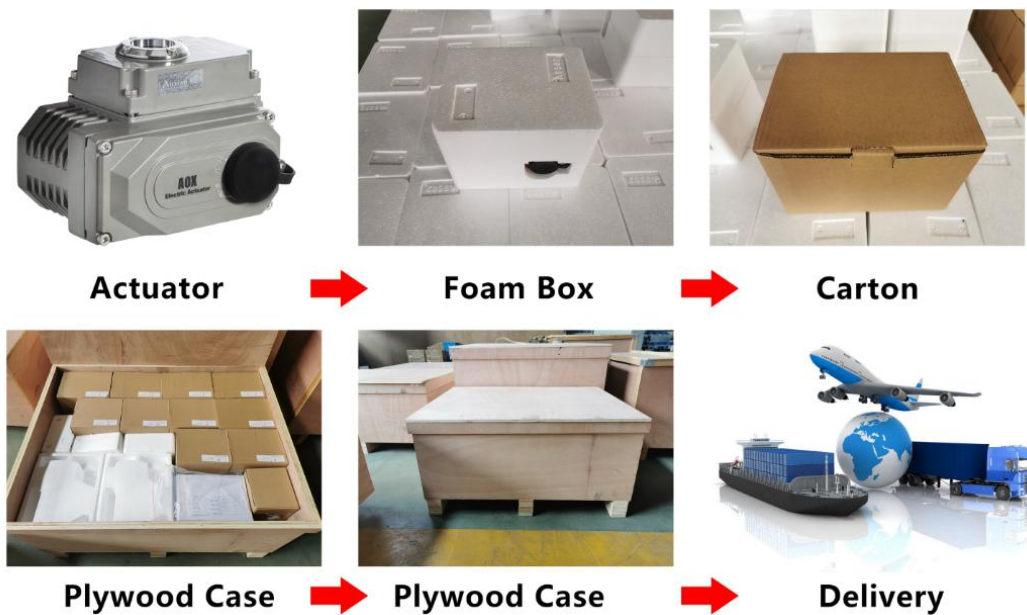 AOX
Electric Actuator
Actuator
Foam Box
Carton
Plywood Case
Plywood Case
Delivery